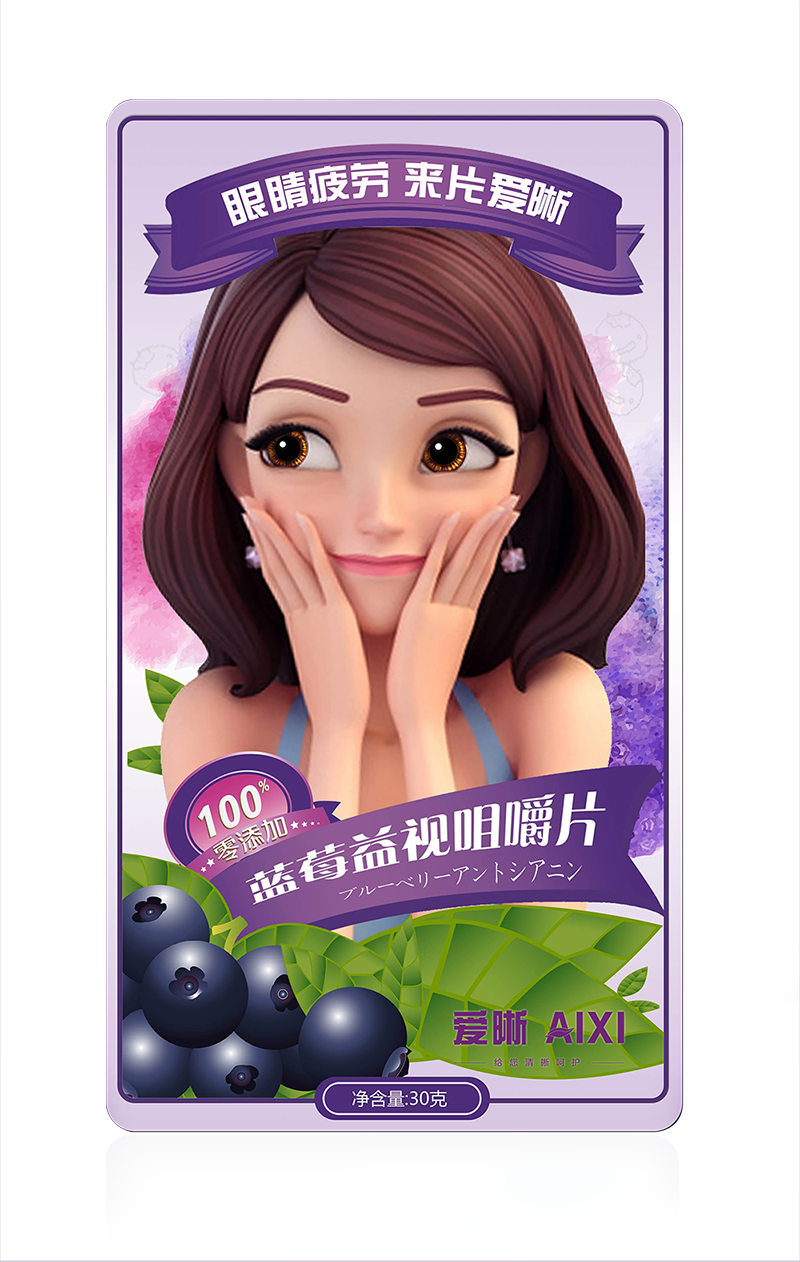 眼睛疲劳 来片爱晰
100%
零添加
蓝莓益视咀嚼片
ブルーベリーアントシアニン
爱晰 AIXI
给您清晰呵护
净含量:30克